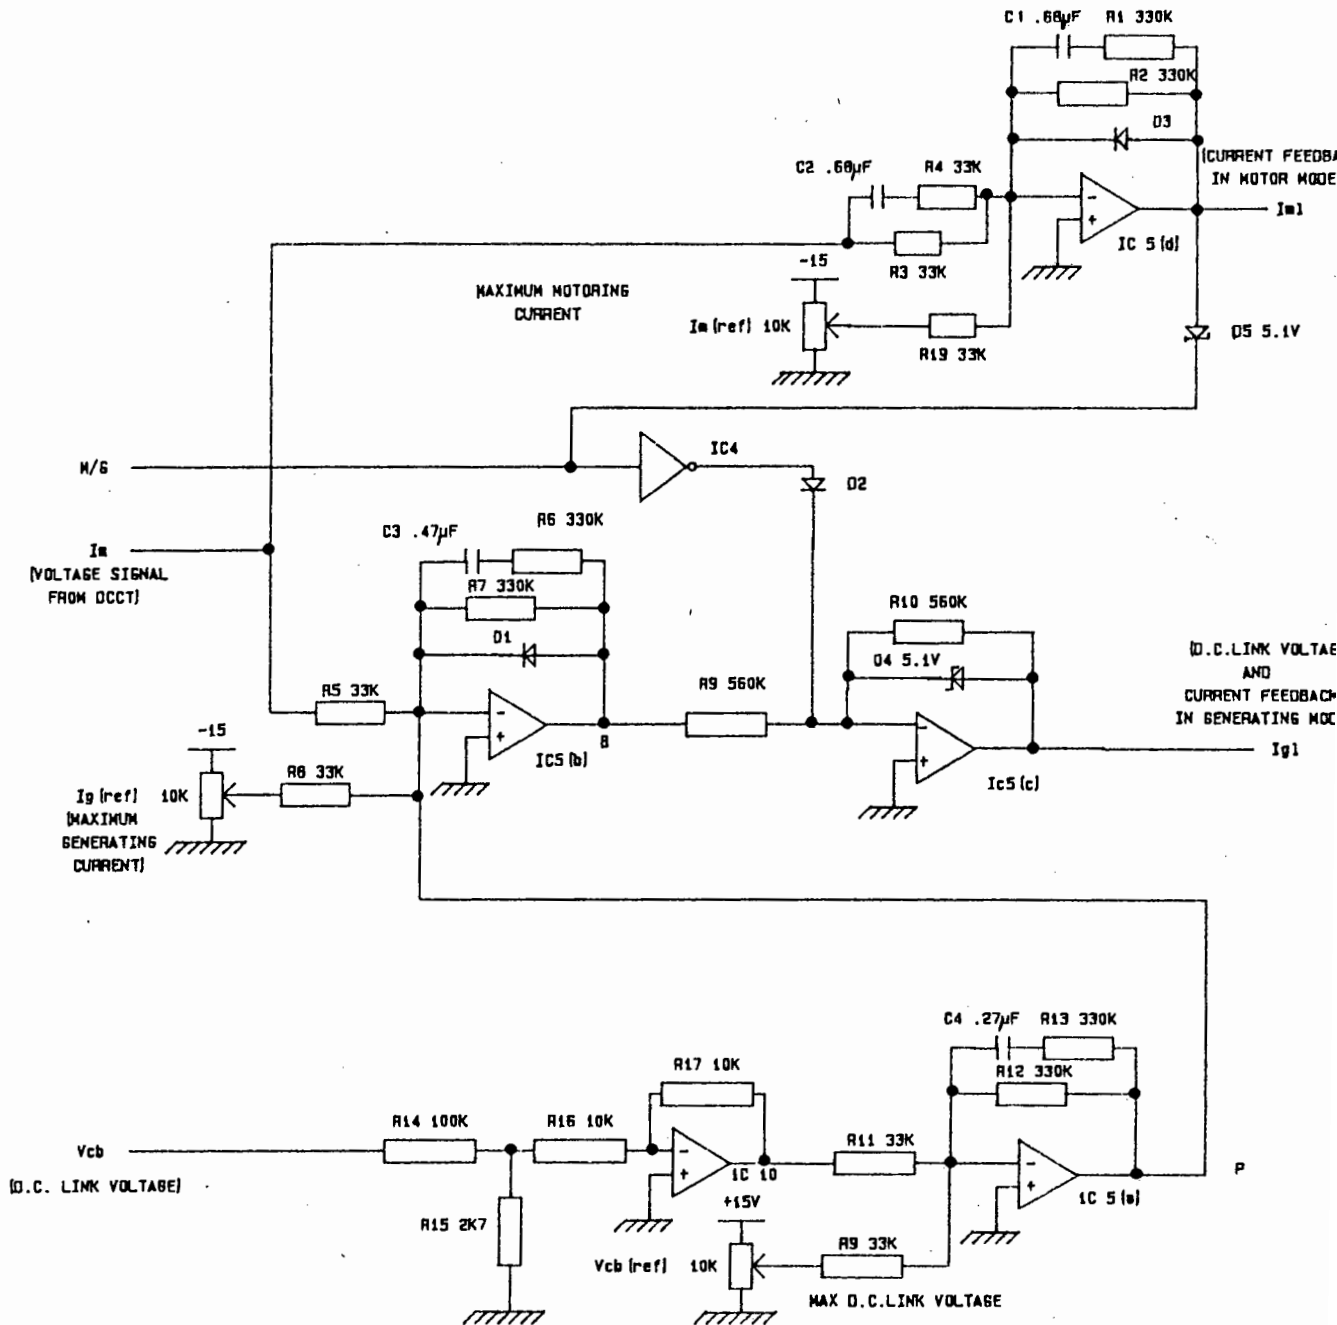 C1 .68µF R1 330K
R2 330K
D3
(CURRENT FEEDBA
IN MOTOR MODE
C2 .68µF R4 33K
Im1
IC 5(d)
R3 33K
-15
MAXIMUM MOTORING
CURRENT
Im(ref) 10K
R19 33K
D5 5.1V
M/G
IC4
D2
C3 .47µF R6 330K
Im
(VOLTAGE SIGNAL
FROM DCCT)
R7 330K
D1
R10 560K
D4 5.1V
(D.C.LINK VOLTAGE
AND
CURRENT FEEDBACK
IN GENERATING MOD
R5 33K
R9 560K
-15
IC5(b)
B
Ic5(c)
Ig1
Ig(ref) 10K
(MAXIMUM
GENERATING
CURRENT)
R8 33K
C4 .27µF R13 330K
R12 330K
R17 10K
R14 100K
R16 10K
R11 33K
Vcb
(D.C. LINK VOLTAGE)
IC 10
IC 5(a)
P
R15 2K7
+15V
Vcb(ref) 10K
R9 33K
MAX D.C.LINK VOLTAGE